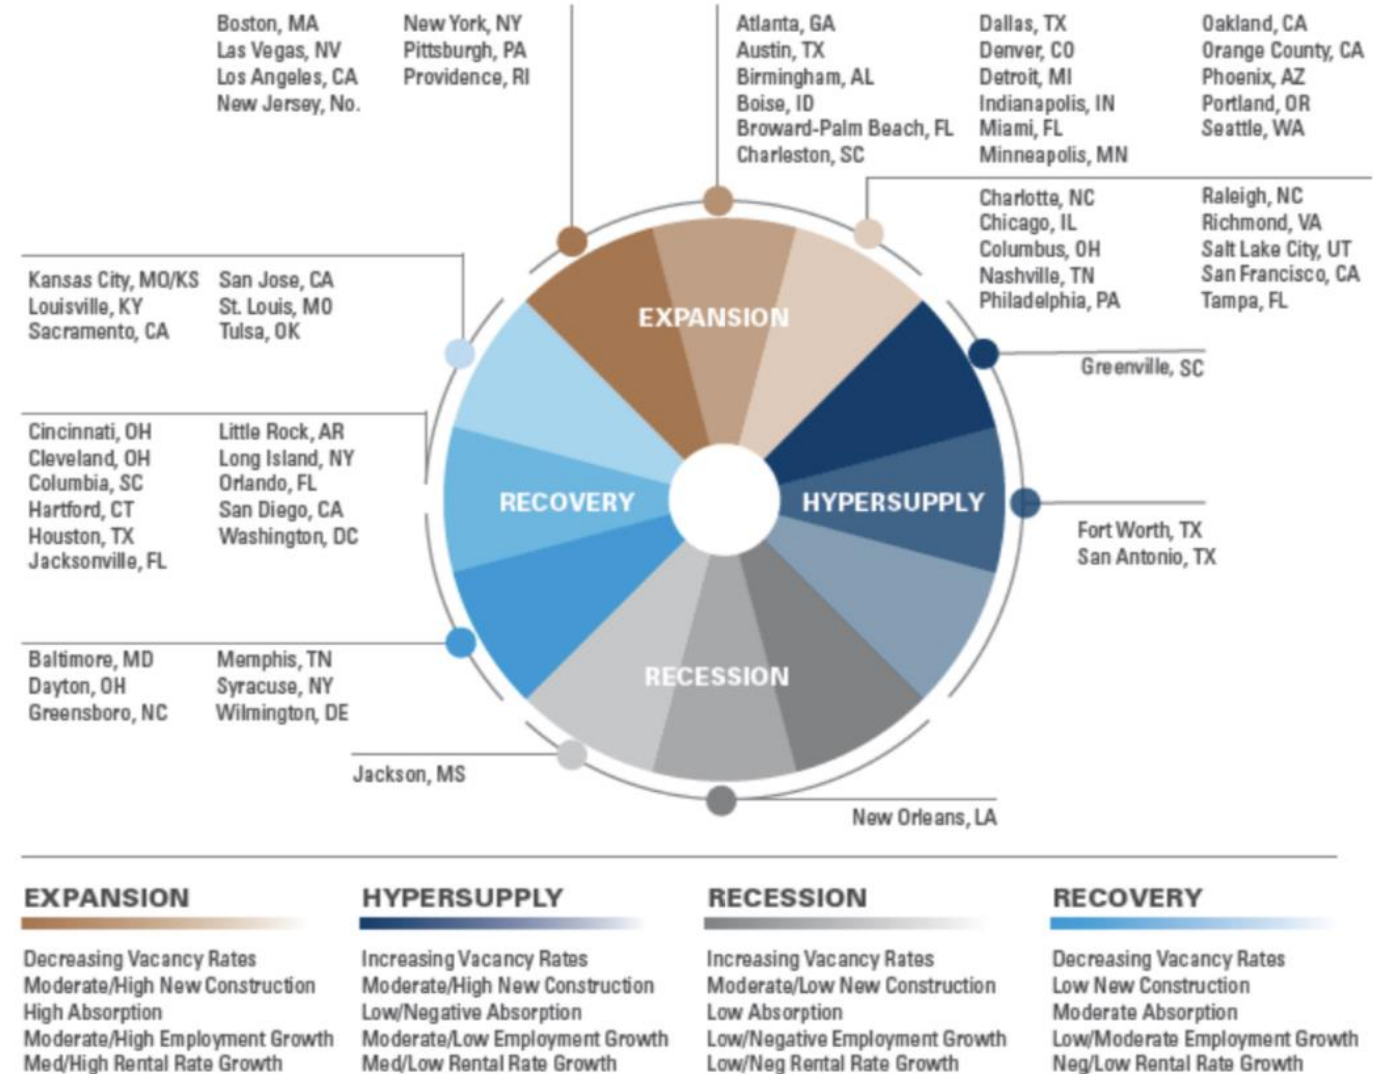 Boston, MA
Las Vegas, NV
Los Angeles, CA
New Jersey, No.
New York, NY
Pittsburgh, PA
Providence, RI
Atlanta, GA
Austin, TX
Birmingham, AL
Boise, ID
Broward-Palm Beach, FL
Charleston, SC
Dallas, TX
Denver, CO
Detroit, MI
Indianapolis, IN
Miami, FL
Minneapolis, MN
Oakland, CA
Orange County, CA
Phoenix, AZ
Portland, OR
Seattle, WA
Charlotte, NC
Chicago, IL
Columbus, OH
Nashville, TN
Philadelphia, PA
Raleigh, NC
Richmond, VA
Salt Lake City, UT
San Francisco, CA
Tampa, FL
Kansas City, MO/KS
Louisville, KY
Sacramento, CA
San Jose, CA
St. Louis, MO
Tulsa, OK
EXPANSION
Greenville, SC
Cincinnati, OH
Cleveland, OH
Columbia, SC
Hartford, CT
Houston, TX
Jacksonville, FL
Little Rock, AR
Long Island, NY
Orlando, FL
San Diego, CA
Washington, DC
RECOVERY
HYPERSUPPLY
Fort Worth, TX
San Antonio, TX
Baltimore, MD
Dayton, OH
Greensboro, NC
Memphis, TN
Syracuse, NY
Wilmington, DE
RECESSION
Jackson, MS
New Orleans, LA
EXPANSION
Decreasing Vacancy Rates
Moderate/High New Construction
High Absorption
Moderate/High Employment Growth
Med/High Rental Rate Growth
HYPERSUPPLY
Increasing Vacancy Rates
Moderate/High New Construction
Low/Negative Absorption
Moderate/Low Employment Growth
Med/Low Rental Rate Growth
RECESSION
Increasing Vacancy Rates
Moderate/Low New Construction
Low Absorption
Low/Negative Employment Growth
Low/Neg Rental Rate Growth
RECOVERY
Decreasing Vacancy Rates
Low New Construction
Moderate Absorption
Low/Moderate Employment Growth
Neg/Low Rental Rate Growth